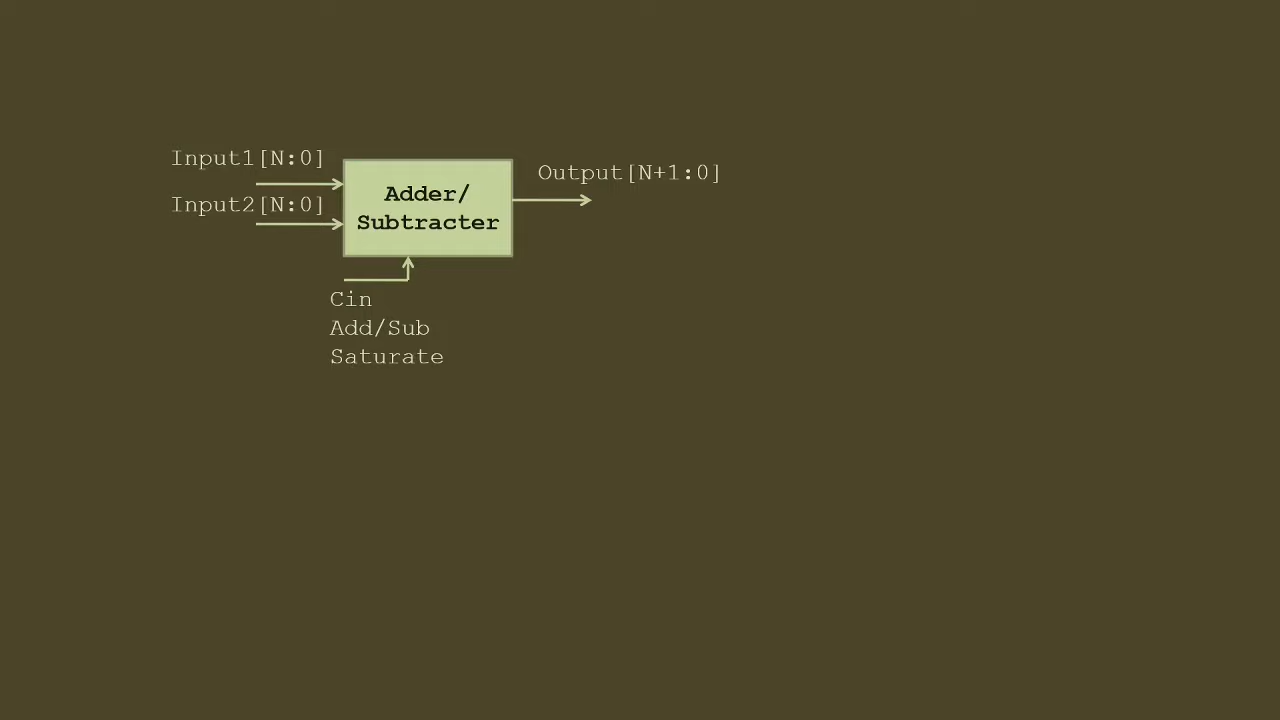 Input1[N:0]
Input2[N:0]
Adder/
Subtracter
Output[N+1:0]
Cin
Add/Sub
Saturate